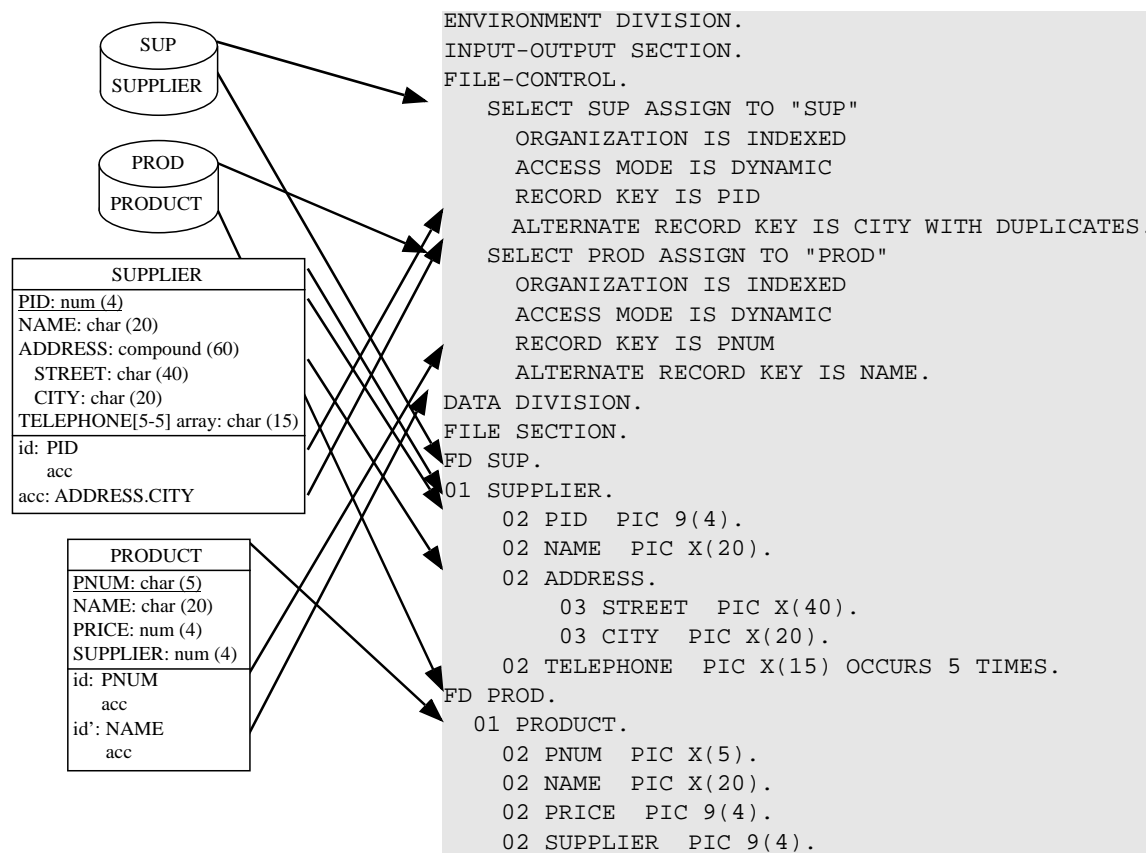 SUP
SUPPLIER
PROD
PRODUCT
SUPPLIER
PID: num (4)
NAME: char (20)
ADDRESS: compound (60)
STREET: char (40)
CITY: char (20)
TELEPHONE[5-5] array: char (15)
id: PID
acc
acc: ADDRESS.CITY
PRODUCT
PNUM: char (5)
NAME: char (20)
PRICE: num (4)
SUPPLIER: num (4)
id: PNUM
acc
id’: NAME
acc
ENVIRONMENT DIVISION.
INPUT-OUTPUT SECTION.
FILE-CONTROL.
SELECT SUP ASSIGN TO "SUP"
ORGANIZATION IS INDEXED
ACCESS MODE IS DYNAMIC
RECORD KEY IS PID
ALTERNATE RECORD KEY IS CITY WITH DUPLICATES.
SELECT PROD ASSIGN TO "PROD"
ORGANIZATION IS INDEXED
ACCESS MODE IS DYNAMIC
RECORD KEY IS PNUM
ALTERNATE RECORD KEY IS NAME.
DATA DIVISION.
FILE SECTION.
FD SUP.
01 SUPPLIER.
02 PID PIC 9(4).
02 NAME PIC X(20).
02 ADDRESS.
03 STREET PIC X(40).
03 CITY PIC X(20).
02 TELEPHONE PIC X(15) OCCURS 5 TIMES.
FD PROD.
01 PRODUCT.
02 PNUM PIC X(5).
02 NAME PIC X(20).
02 PRICE PIC 9(4).
02 SUPPLIER PIC 9(4).